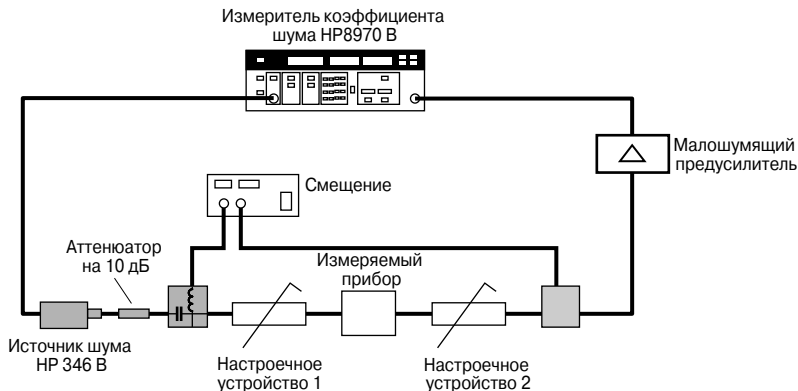 Измеритель коэффициента
шума HP8970 B
Малошумящий
предусилитель
Смещение
Аттенюатор
на 10 дБ
Измеряемый
прибор
Источник шума
HP 346 B
Настроечное
устройство 1
Настроечное
устройство 2